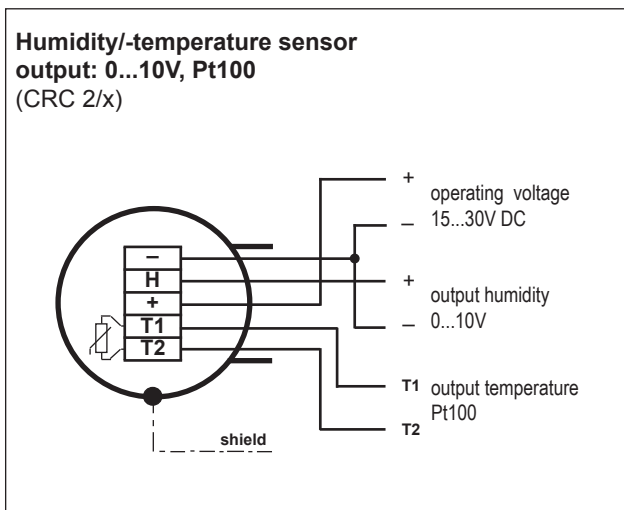 Humidity/-temperature sensor
output: 0...10V, Pt100
(CRC 2/x)
+
operating voltage
– 15...30V DC
–
H
+
T1
T2
+
output humidity
– 0...10V
T1 output temperature
Pt100
T2
shield